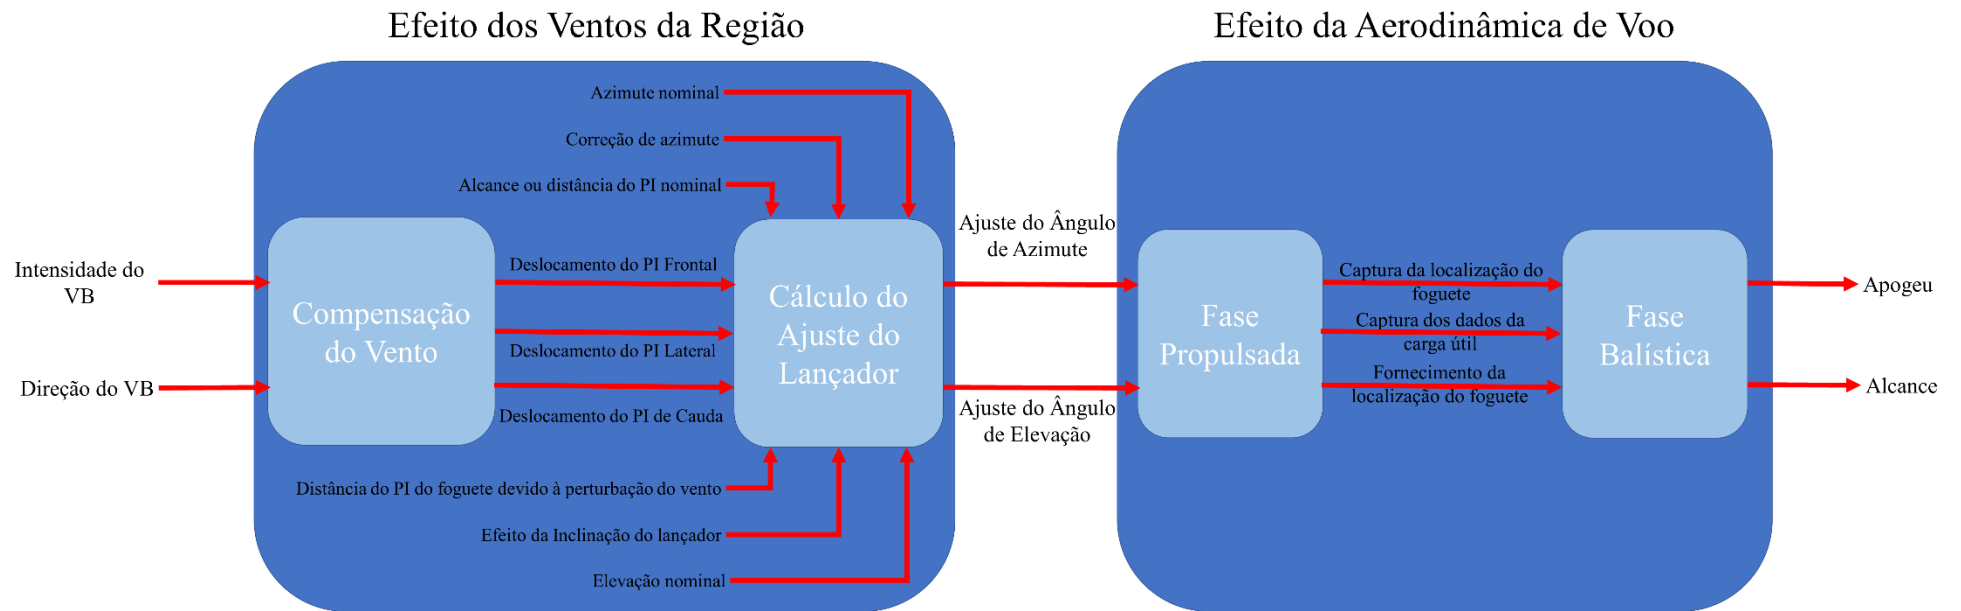 Efeito dos Ventos da Região
Efeito da Aerodinâmica de Voo
Azimute nominal
Correção de azimute
Alcance ou distância do PI nominal
Intensidade do
VB
Direção do VB
Compensação
do Vento
Deslocamento do PI Frontal
Deslocamento do PI Lateral
Deslocamento do PI de Cauda
Cálculo do
Ajuste do
Lançador
Distância do PI do foguete devido à perturbação do vento
Efeito da Inclinação do lançador
Elevação nominal
Ajuste do Ângulo
de Azimute
Ajuste do Ângulo
de Elevação
Fase
Propulsada
Captura da localização do
foguete
Captura dos dados da
carga útil
Fornecimento da
localização do foguete
Fase
Balística
Apogeu
Alcance